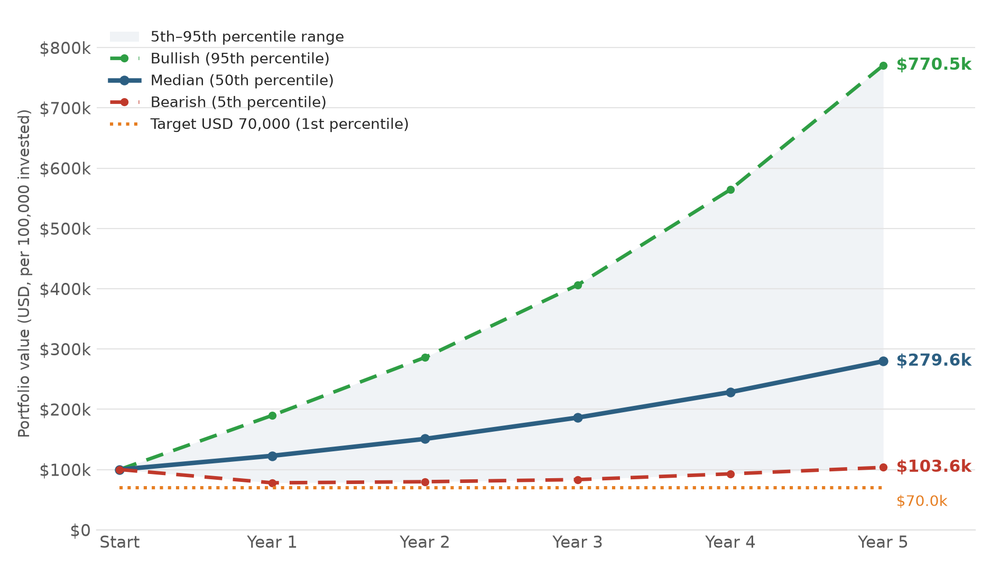 5th–95th percentile range
Bullish (95th percentile)
Median (50th percentile)
Bearish (5th percentile)
Target USD 70,000 (1st percentile)
Portfolio value (USD, per 100,000 invested)
$800k
$700k
$600k
$500k
$400k
$300k
$200k
$100k
$0
$770.5k
$279.6k
$103.6k
$70.0k
Start
Year 1
Year 2
Year 3
Year 4
Year 5